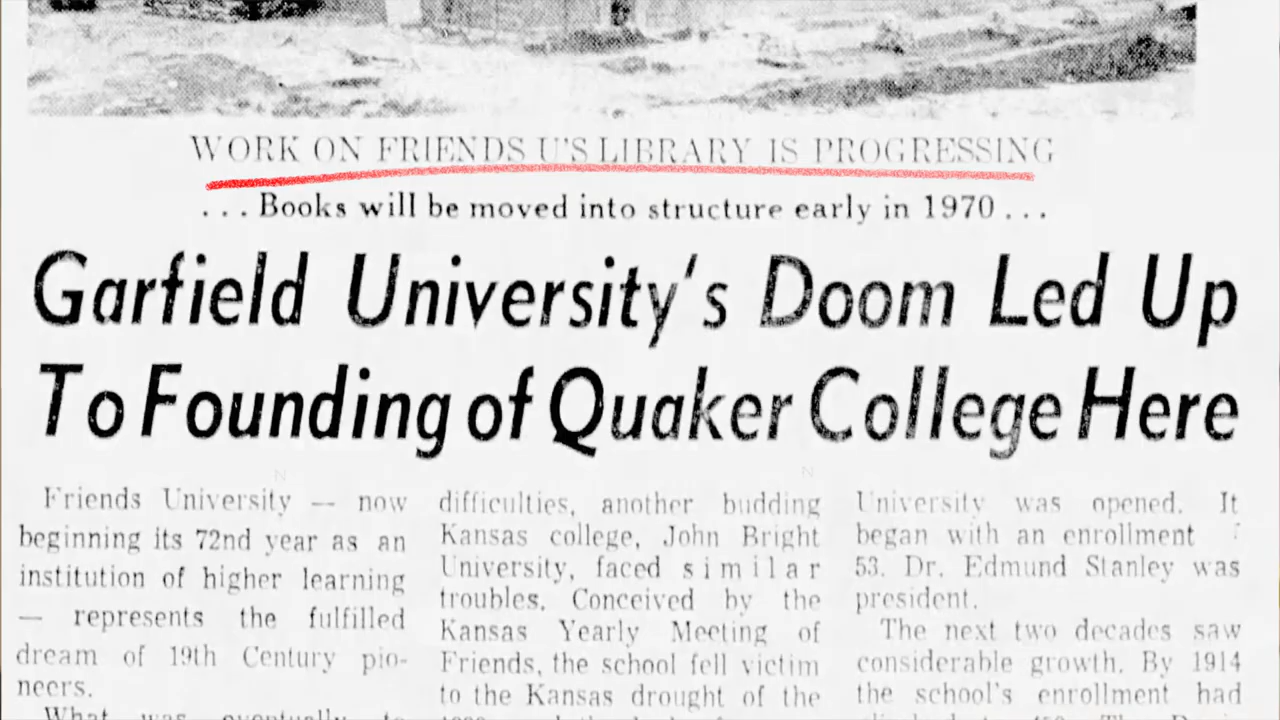 WORK ON FRIENDS U'S LIBRARY IS PROGRESSING
. . . Books will be moved into structure early in 1970 . . .
Garfield University's Doom Led Up
To Founding of Quaker College Here
Friends University — now
beginning its 72nd year as an
institution of higher learning
— represents the fulfilled
dream of 19th Century pio-
neers.
What was eventually to
difficulties, another budding
Kansas college, John Bright
University, faced similar
troubles. Conceived by the
Kansas Yearly Meeting of
Friends, the school fell victim
to the Kansas drought of the
University was opened. It
began with an enrollment
53. Dr. Edmund Stanley was
president.
The next two decades saw
considerable growth. By 1914
the school's enrollment had